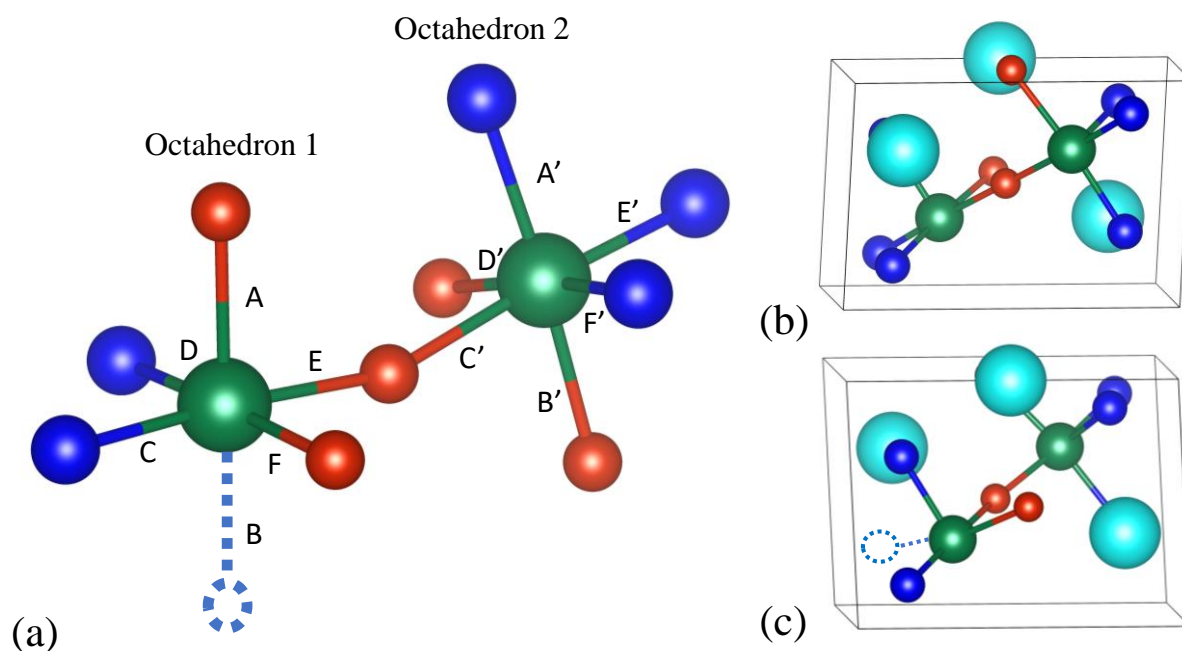 Octahedron 2
Octahedron 1
A'
E'
A
D'
F'
D
E
C'
B'
C
F
B
(a)
(b)
(c)